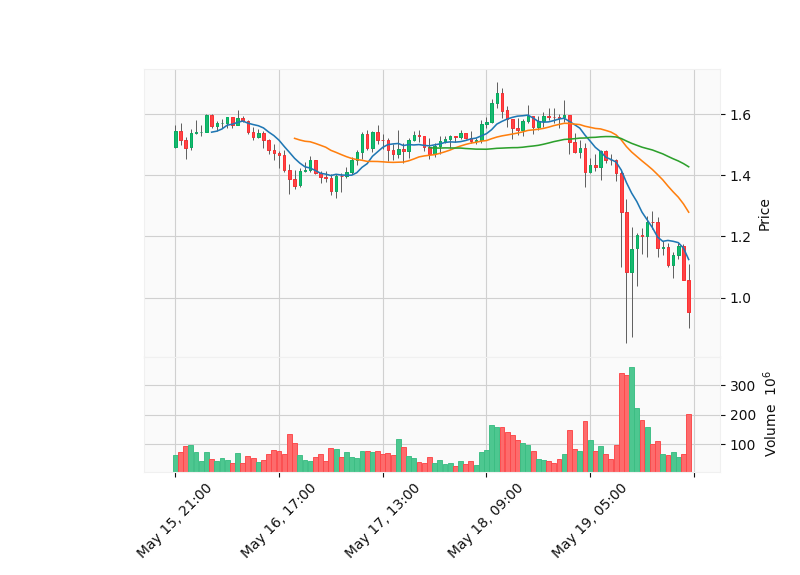 1.6
1.4
1.2
1.0
Price
300
200
100
Volume 10^6
May 15, 21:00
May 16, 17:00
May 17, 13:00
May 18, 09:00
May 19, 05:00